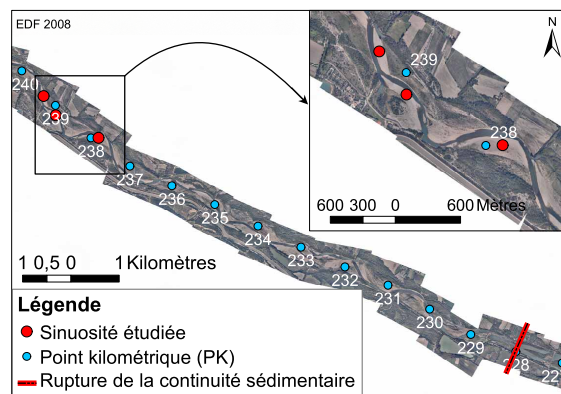 EDF 2008
N
239
238
600 300 0 600 Mètres
240
239
238
237
236
235
234
233
232
231
230
229
228
22
1 0,5 0 1 Kilomètres
Légende
Sinuosité étudiée
Point kilométrique (PK)
Rupture de la continuité sédimentaire